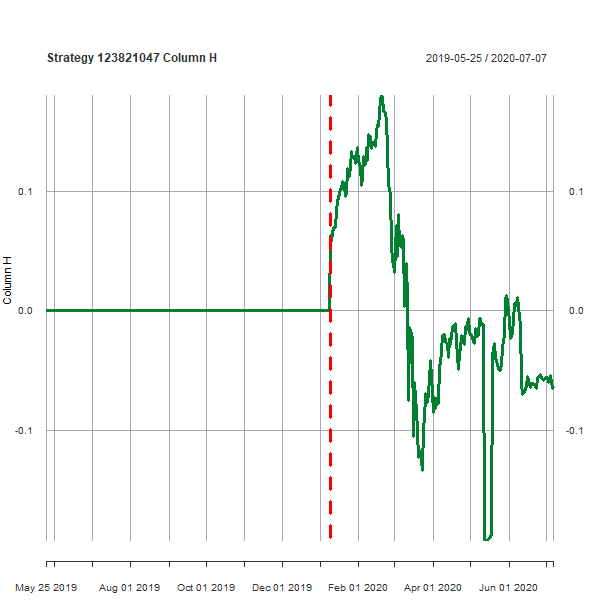 Strategy 123821047 Column H
2019-05-25 / 2020-07-07
0.1
0.1
Column H
0.0
0.0
-0.1
-0.1
May 25 2019
Aug 01 2019
Oct 01 2019
Dec 01 2019
Feb 01 2020
Apr 01 2020
Jun 01 2020